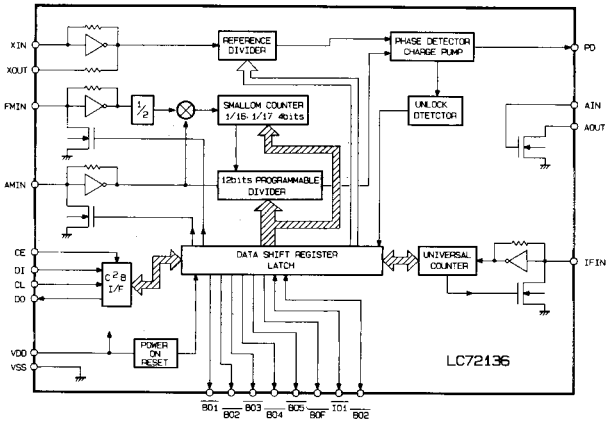 XIN
XOUT
FMIN
AMIN
CE
DI
CL
DO
VDD
VSS
REFERENCE
DIVIDER
PHASE DETECTOR
CHARGE PUMP
PD
1/2
SMALLOM COUNTER
1/16, 1/17 4bits
UNLOCK
DTETCTOR
AIN
AOUT
12bits PROGRAMMABLE
DIVIDER
C²B
I/F
DATA SHIFT REGISTER
LATCH
UNIVERSAL
COUNTER
IFIN
POWER
ON
RESET
LC72136
BO1
BO2
BO3
BO4
BO5
BOF
IO1
BO2